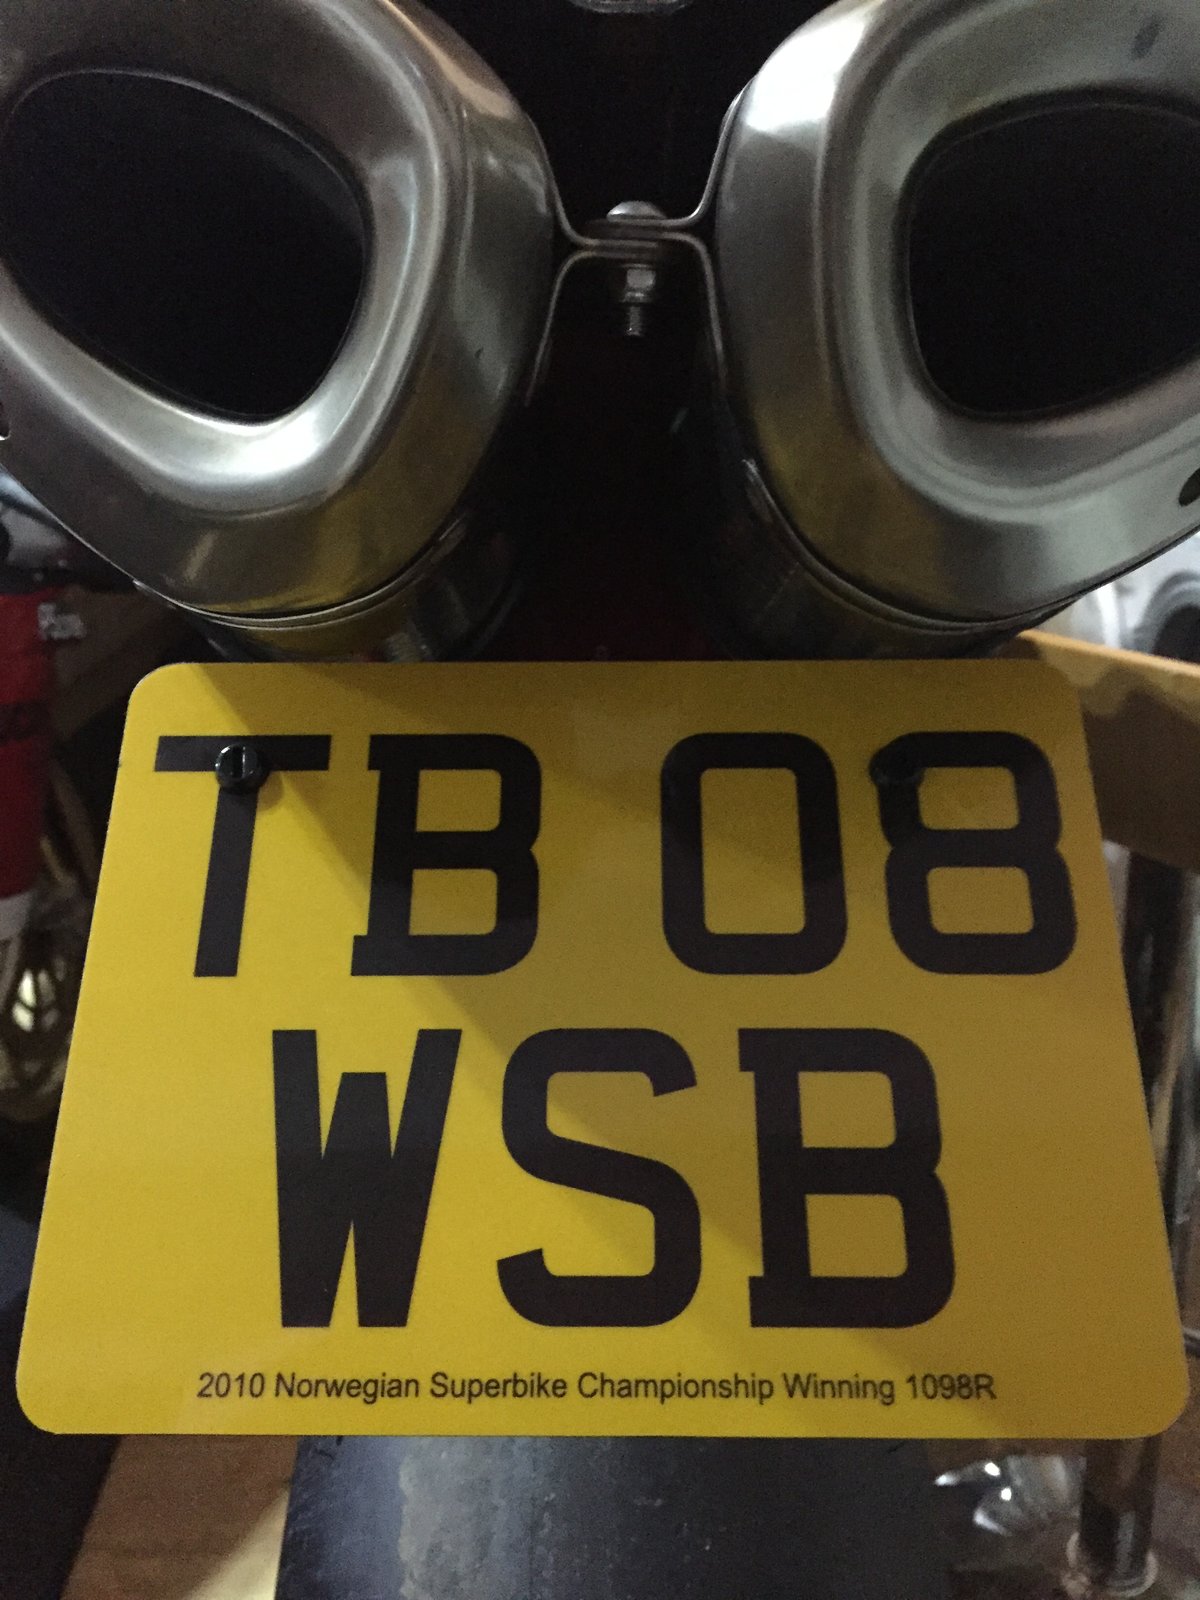 TB 08
WSB
2010 Norwegian Superbike Championship Winning 1098R